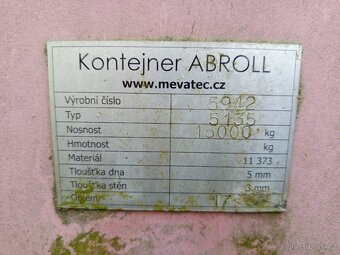 Kontejner ABROLL
www.mevatec.cz
Výrobní číslo 5942
Typ 5135
Nosnost 15000 kg
Hmotnost kg
Materiál 11 373
Tloušťka dna 5 mm
Tloušťka stěn 3 mm
Objem